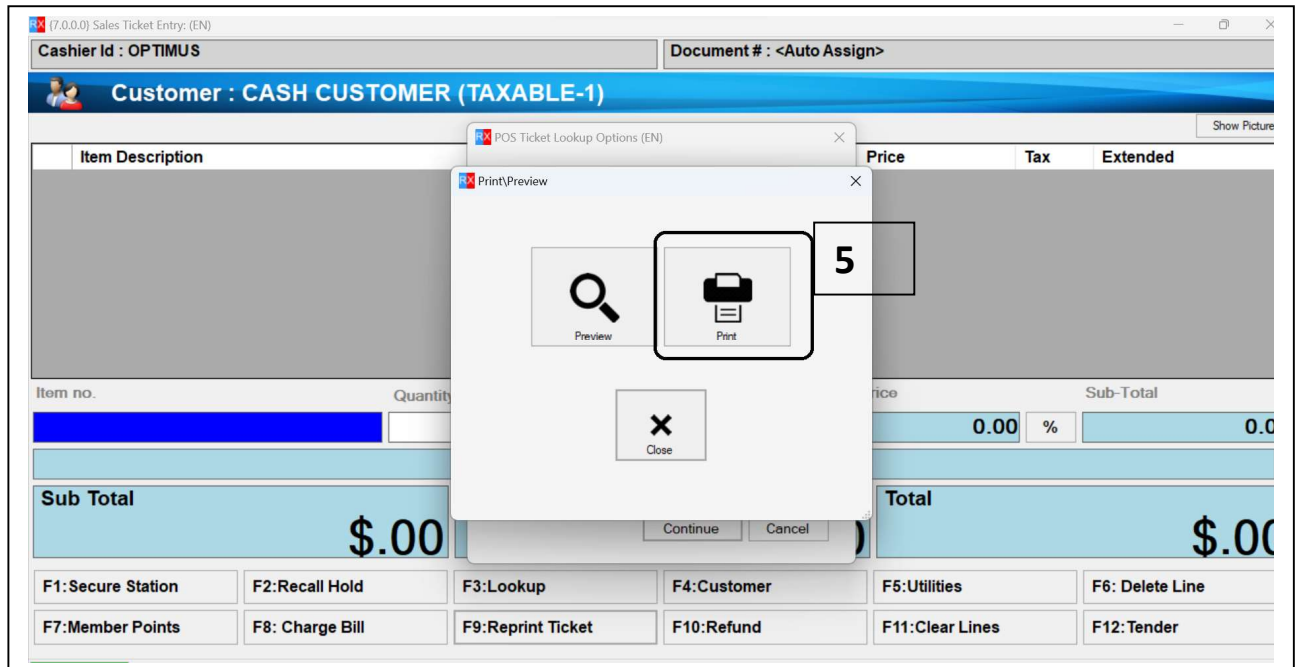 RX (7.0.0.0) Sales Ticket Entry: (EN)
Cashier Id : OPTIMUS
Document # : <Auto Assign>
Customer : CASH CUSTOMER (TAXABLE-1)
Show Picture
RX POS Ticket Lookup Options (EN)
Item Description
Price
Tax
Extended
RX Print\Preview
5
Preview
Print
Item no.
Quantity
rice
Sub-Total
0.00
%
0.0
Close
Sub Total
Total
$.00
$.00
Continue
Cancel
F1:Secure Station
F2:Recall Hold
F3:Lookup
F4:Customer
F5:Utilities
F6: Delete Line
F7:Member Points
F8: Charge Bill
F9:Reprint Ticket
F10:Refund
F11:Clear Lines
F12:Tender